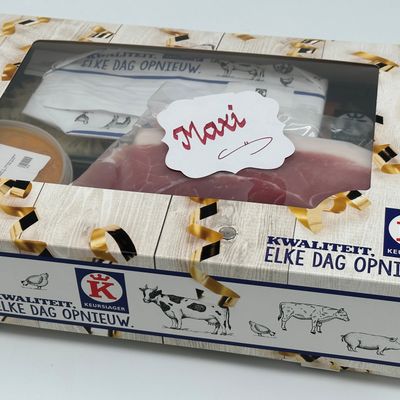 KWALITEIT.
ELKE DAG OPNIEUW.
Maxi
KWALITEIT.
ELKE DAG OPNIEUW
KWALITEIT.
ELKE DAG OPNIEUW.
K
KEURSLAGER